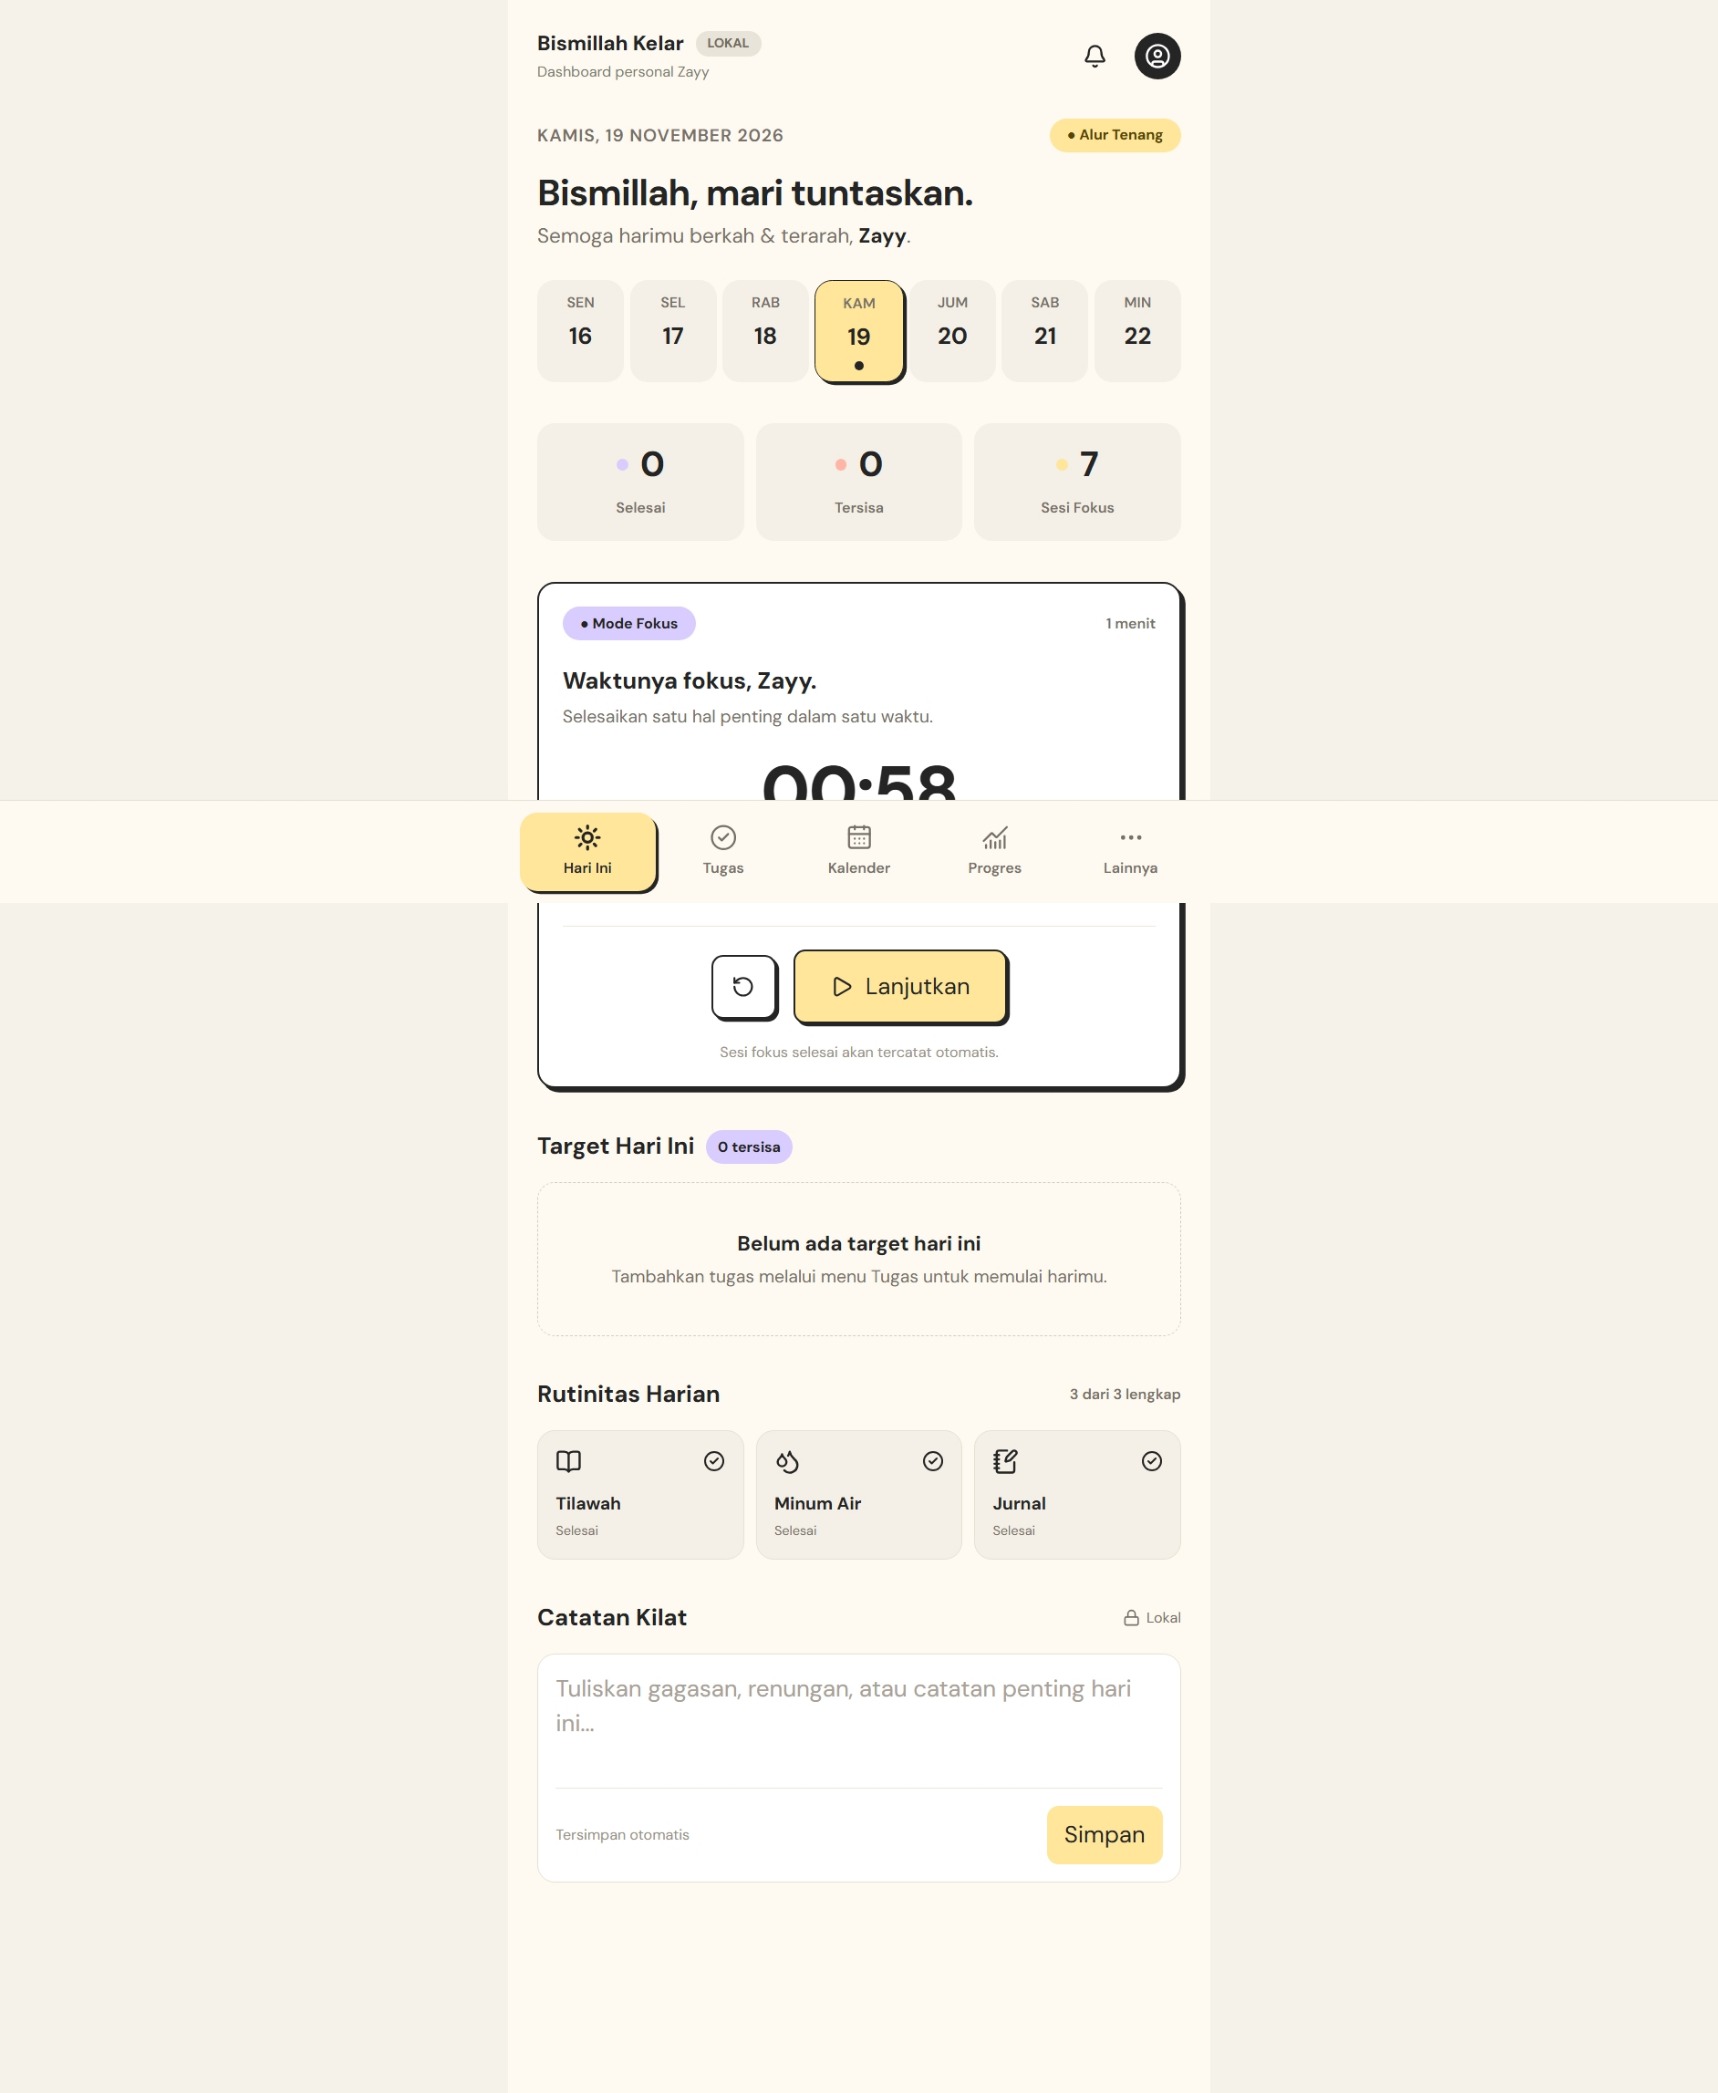 Bismillah Kelar LOKAL
Dashboard personal Zayy
KAMIS, 19 NOVEMBER 2026
• Alur Tenang
Bismillah, mari tuntaskan.
Semoga harimu berkah & terarah, Zayy.
SEN SEL RAB KAM JUM SAB MIN
16 17 18 19 20 21 22
0 0 7
Selesai Tersisa Sesi Fokus
• Mode Fokus 1 menit
Waktunya fokus, Zayy.
Selesaikan satu hal penting dalam satu waktu.
00:58
Hari Ini Tugas Kalender Progres Lainnya
Lanjutkan
Sesi fokus selesai akan tercatat otomatis.
Target Hari Ini 0 tersisa
Belum ada target hari ini
Tambahkan tugas melalui menu Tugas untuk memulai harimu.
Rutinitas Harian 3 dari 3 lengkap
Tilawah Minum Air Jurnal
Selesai Selesai Selesai
Catatan Kilat Lokal
Tuliskan gagasan, renungan, atau catatan penting hari
ini...
Tersimpan otomatis Simpan